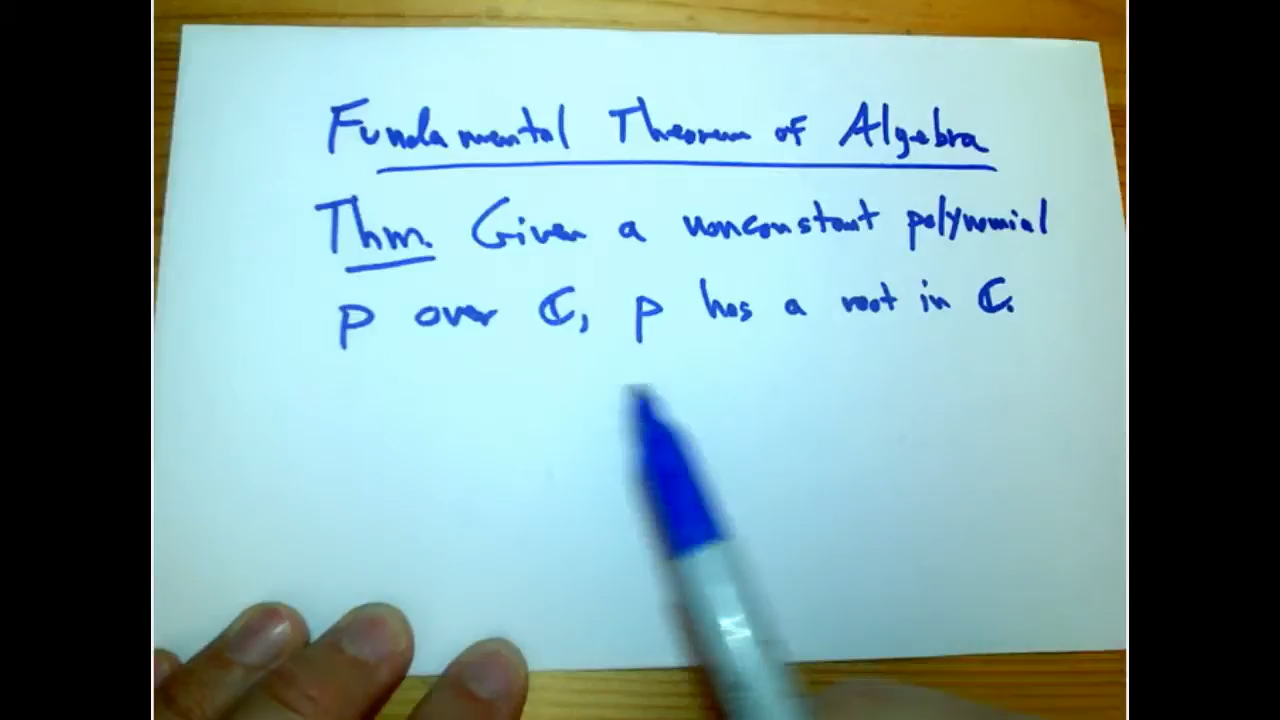 Fundamental Theorem of Algebra
Thm. Given a nonconstant polynomial
p over ℂ, p has a root in ℂ.